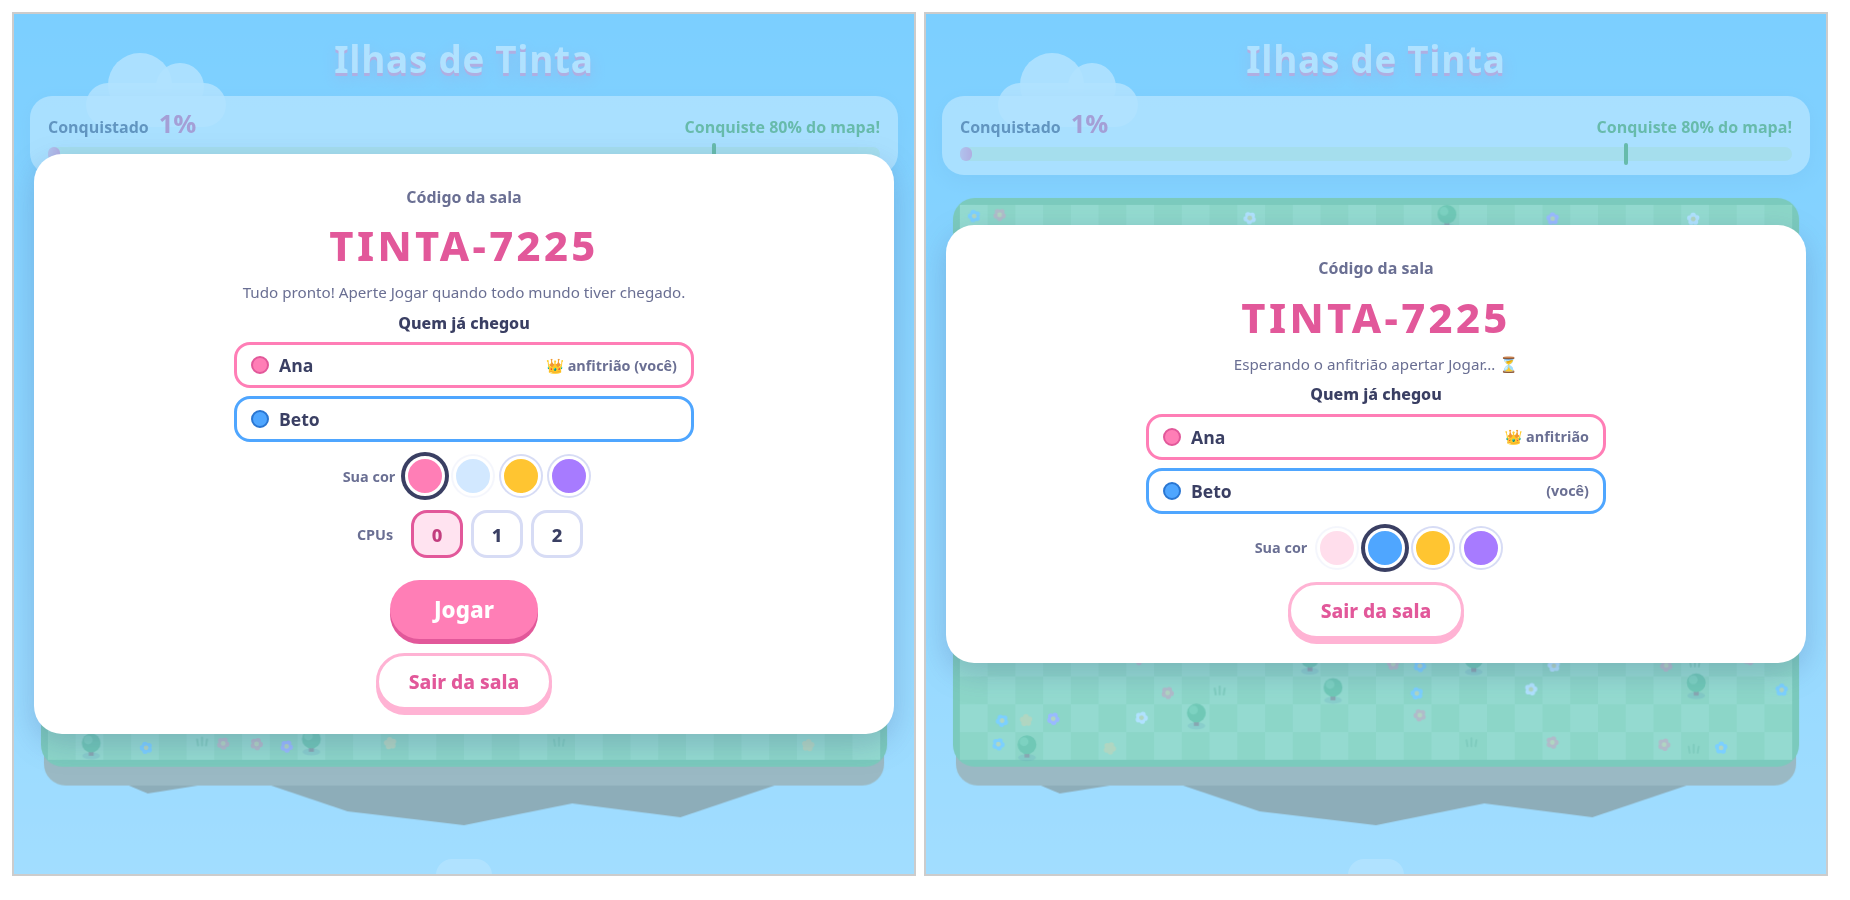 Ilhas de Tinta
Conquistado 1% Conquiste 80% do mapa!
Código da sala
TINTA-7225
Tudo pronto! Aperte Jogar quando todo mundo tiver chegado.
Quem já chegou
Ana 👑 anfitrião (você)
Beto
Sua cor
CPUs 0 1 2
Jogar
Sair da sala
Ilhas de Tinta
Conquistado 1% Conquiste 80% do mapa!
Código da sala
TINTA-7225
Esperando o anfitrião apertar Jogar... ⏳
Quem já chegou
Ana 👑 anfitrião
Beto (você)
Sua cor
Sair da sala